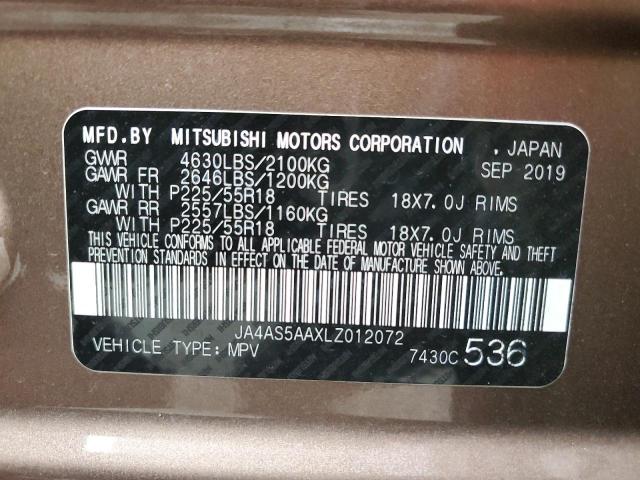 MFD.BY MITSUBISHI MOTORS CORPORATION , JAPAN
GVWR 4630LBS/2100KG SEP 2019
GAWR FR 2646LBS/1200KG
WITH P225/55R18 TIRES 18X7.0J RIMS
GAWR RR 2557LBS/1160KG
WITH P225/55R18 TIRES 18X7.0J RIMS
THIS VEHICLE CONFORMS TO ALL APPLICABLE FEDERAL MOTOR VEHICLE SAFETY AND THEFT
PREVENTION STANDARDS IN EFFECT ON THE DATE OF MANUFACTURE SHOWN ABOVE.
JA4AS5AAXLZ012072
VEHICLE TYPE:MPV 7430C 536